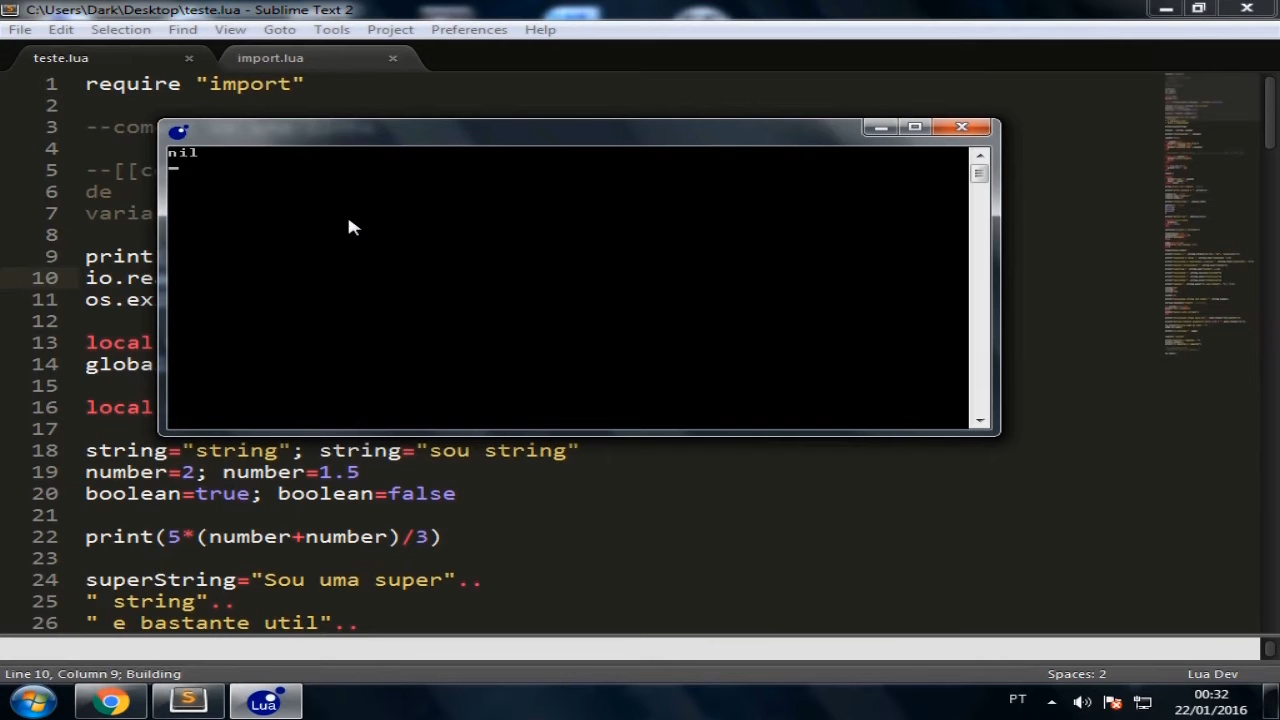 C:\Users\Dark\Desktop\teste.lua - Sublime Text 2
File Edit Selection Find View Goto Tools Project Preferences Help
teste.lua × import.lua ×
1 require "import"
2
3 --com
4
5 --[[c
6 de
7 varia
8
9 print
10 io.re
11 os.ex
12
13 local
14 globa
15
16 local
17
18 string="string"; string="sou string"
19 number=2; number=1.5
20 boolean=true; boolean=false
21
22 print(5*(number+number)/3)
23
24 superString="Sou uma super"..
25 " string"..
26 " e bastante util"..
nil
Line 10, Column 9; Building Spaces: 2 Lua Dev
Lua PT 00:32
22/01/2016